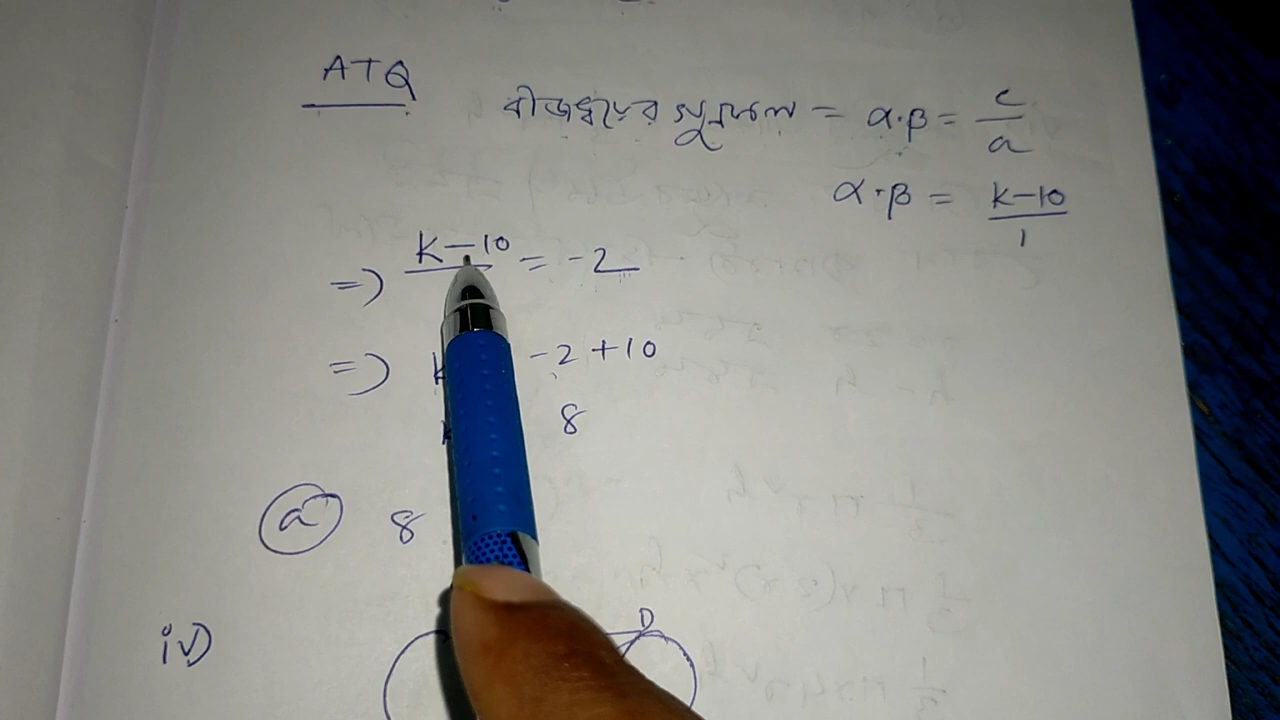 ATQ
বীজদ্বয়ের গুণফল = α·β = c/a
α·β = k-10/1
=> k-10 = -2
=> k -2 +10
k 8
a 8
iv)
D